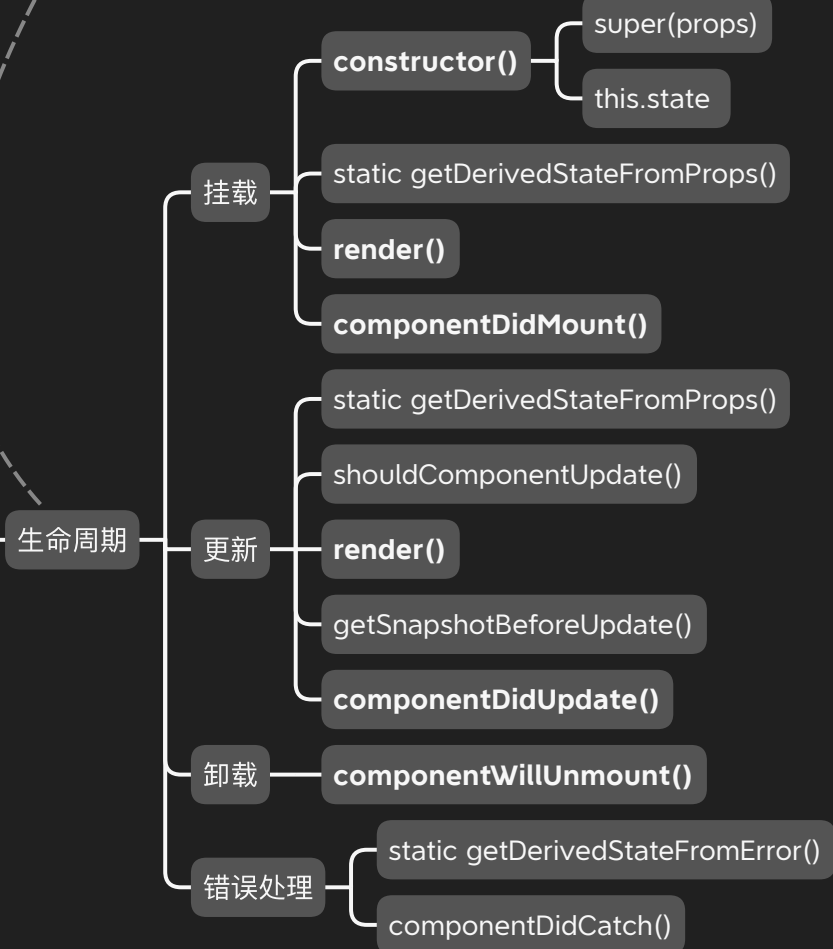 生命周期
挂载
constructor()
super(props)
this.state
static getDerivedStateFromProps()
render()
componentDidMount()
更新
static getDerivedStateFromProps()
shouldComponentUpdate()
render()
getSnapshotBeforeUpdate()
componentDidUpdate()
卸载
componentWillUnmount()
错误处理
static getDerivedStateFromError()
componentDidCatch()